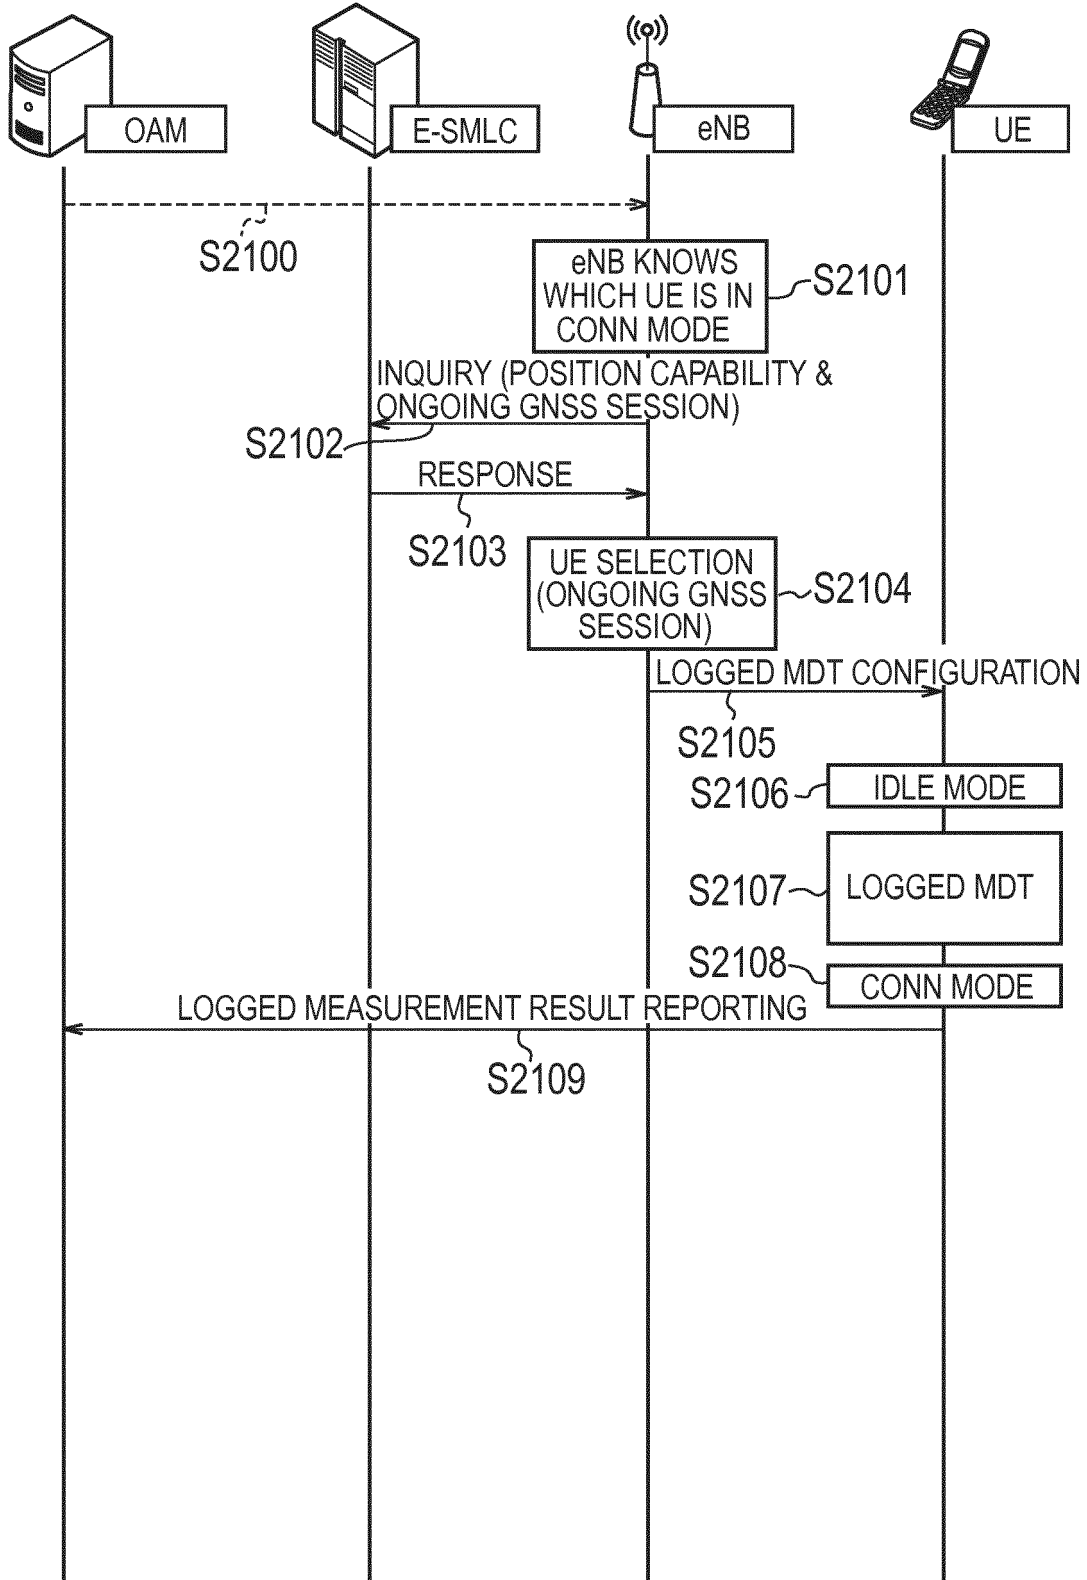 OAM
E-SMLC
eNB
UE
S2100
eNB KNOWS
WHICH UE IS IN
CONN MODE
S2101
INQUIRY (POSITION CAPABILITY &
ONGOING GNSS SESSION)
S2102
RESPONSE
S2103
UE SELECTION
(ONGOING GNSS
SESSION)
S2104
LOGGED MDT CONFIGURATION
S2105
S2106
IDLE MODE
S2107
LOGGED MDT
S2108
CONN MODE
LOGGED MEASUREMENT RESULT REPORTING
S2109